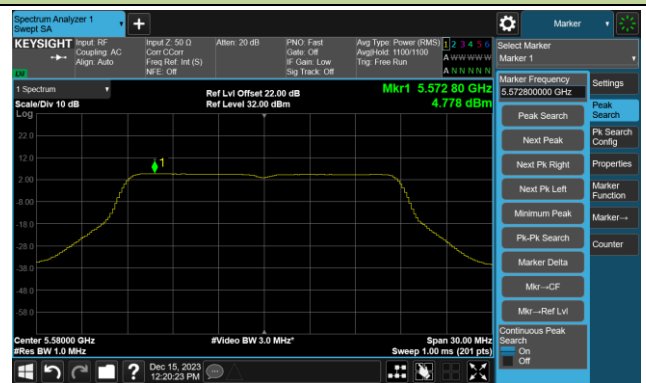 Spectrum Analyzer 1
Swept SA
+
Marker
KEYSIGHT
Input: RF
Coupling: AC
Align: Auto
Input Z: 50 Ω
Corr CCorr
Freq Ref: Int (S)
NFE: Off
Atten: 20 dB
PNO: Fast
Gate: Off
IF Gain: Low
Sig Track: Off
Avg Type: Power (RMS)
Avg|Hold: 1100/1100
Trig: Free Run
1 2 3 4 5 6
A W W W W W
A N N N N N
LXI
Select Marker
Marker 1
1 Spectrum
Scale/Div 10 dB
Log
Ref Lvl Offset 22.00 dB
Ref Level 32.00 dBm
Mkr1 5.572 80 GHz
4.778 dBm
Marker Frequency
5.572800000 GHz
Settings
Peak Search
Peak
Search
Next Peak
Pk Search
Config
Next Pk Right
Properties
Next Pk Left
Marker
Function
Minimum Peak
Marker→
Pk-Pk Search
Counter
Marker Delta
Mkr→CF
Mkr→Ref Lvl
Continuous Peak
Search
On
Off
22.0
12.0
2.00
-8.00
-18.0
-28.0
-38.0
-48.0
-58.0
1
Center 5.58000 GHz
#Res BW 1.0 MHz
#Video BW 3.0 MHz*
Span 30.00 MHz
Sweep 1.00 ms (201 pts)
?
Dec 15, 2023
12:20:23 PM